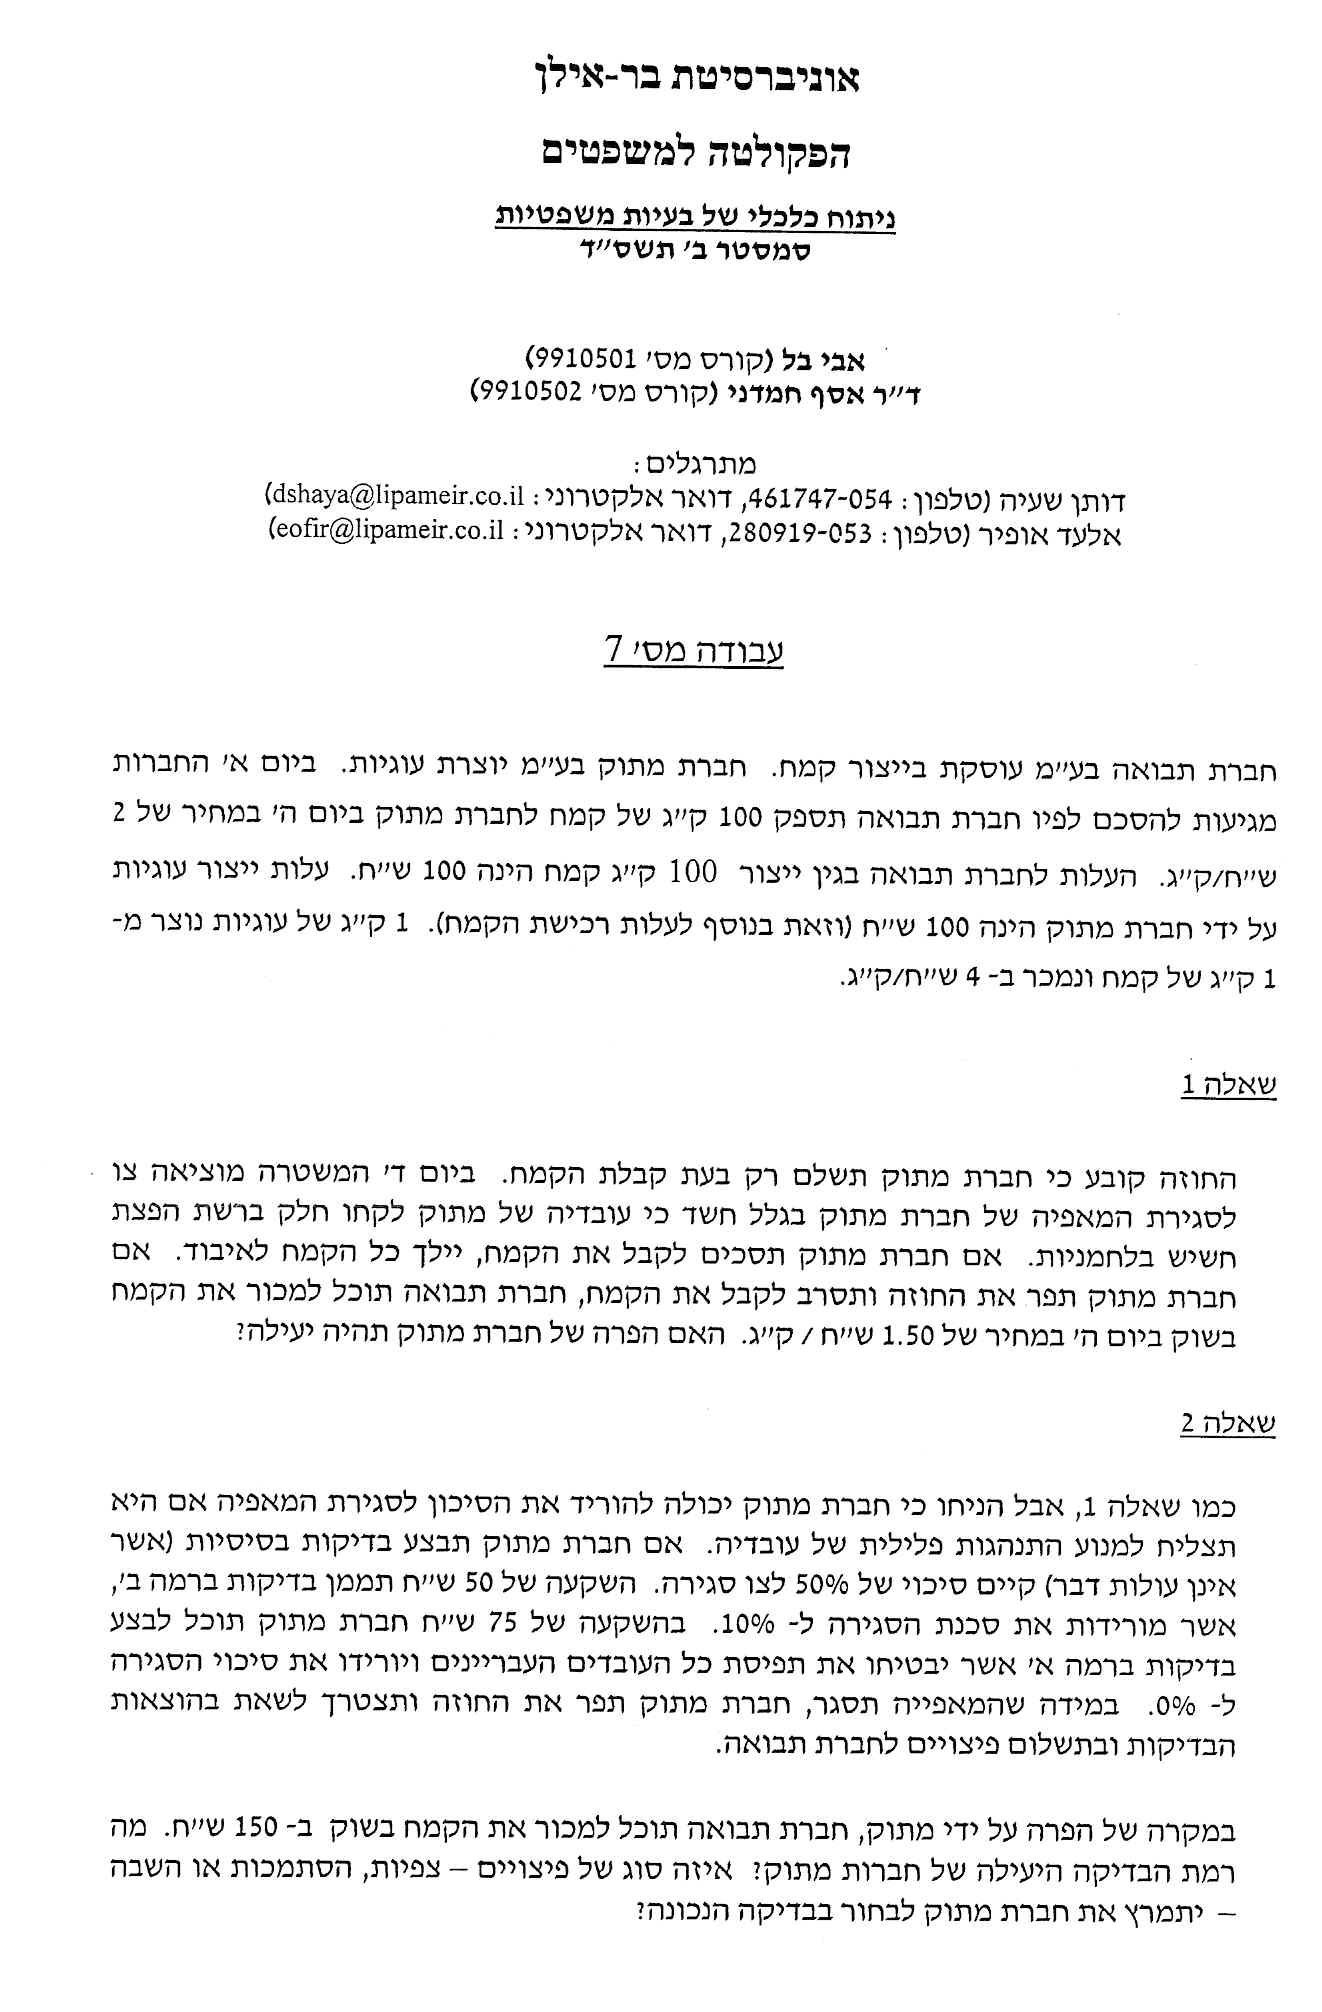 אוניברסיטת בר-אילן
הפקולטה למשפטים
ניתוח כלכלי של בעיות משפטיות
סמסטר ב׳ תשס״ד
אבי בל (קורס מס׳ 9910501)
ד״ר אסף חמדני (קורס מס׳ 9910502)
מתרגלים:
דותן שעיה (טלפון: 461747-054, דואר אלקטרוני: dshaya@lipameir.co.il)
אלעד אופיר (טלפון: 280919-053, דואר אלקטרוני: eofir@lipameir.co.il)
עבודה מס׳ 7
חברת תבואה בע״מ עוסקת בייצור קמח. חברת מתוק בע״מ יוצרת עוגיות. ביום א׳ החברות
מגיעות להסכם לפיו חברת תבואה תספק 100 ק״ג של קמח לחברת מתוק ביום ה׳ במחיר של 2
ש״ח/ק״ג. העלות לחברת תבואה בגין ייצור 100 ק״ג קמח הינה 100 ש״ח. עלות ייצור עוגיות
על ידי חברת מתוק הינה 100 ש״ח (וזאת בנוסף לעלות רכישת הקמח). 1 ק״ג של עוגיות נוצר מ-
1 ק״ג של קמח ונמכר ב- 4 ש״ח/ק״ג.
שאלה 1
החוזה קובע כי חברת מתוק תשלם רק בעת קבלת הקמח. ביום ד׳ המשטרה מוציאה צו
לסגירת המאפיה של חברת מתוק בגלל חשד כי עובדיה של מתוק לקחו חלק ברשת הפצת
חשיש בלחמניות. אם חברת מתוק תסכים לקבל את הקמח, יילך כל הקמח לאיבוד. אם
חברת מתוק תפר את החוזה ותסרב לקבל את הקמח, חברת תבואה תוכל למכור את הקמח
בשוק ביום ה׳ במחיר של 1.50 ש״ח / ק״ג. האם הפרה של חברת מתוק תהיה יעילה?
שאלה 2
כמו שאלה 1, אבל הניחו כי חברת מתוק יכולה להוריד את הסיכון לסגירת המאפיה אם היא
תצליח למנוע התנהגות פלילית של עובדיה. אם חברת מתוק תבצע בדיקות בסיסיות (אשר
אינן עולות דבר) קיים סיכוי של 50% לצו סגירה. השקעה של 50 ש״ח תממן בדיקות ברמה ב׳,
אשר מורידות את סכנת הסגירה ל- 10%. בהשקעה של 75 ש״ח חברת מתוק תוכל לבצע
בדיקות ברמה א׳ אשר יבטיחו את תפיסת כל העובדים העבריינים ויורידו את סיכוי הסגירה
ל- 0%. במידה שהמאפייה תסגר, חברת מתוק תפר את החוזה ותצטרך לשאת בהוצאות
הבדיקות ובתשלום פיצויים לחברת תבואה.
במקרה של הפרה על ידי מתוק, חברת תבואה תוכל למכור את הקמח בשוק ב- 150 ש״ח. מה
רמת הבדיקה היעילה של חברות מתוק? איזה סוג של פיצויים – צפיות, הסתמכות או השבה
– יתמרץ את חברת מתוק לבחור בבדיקה הנכונה?